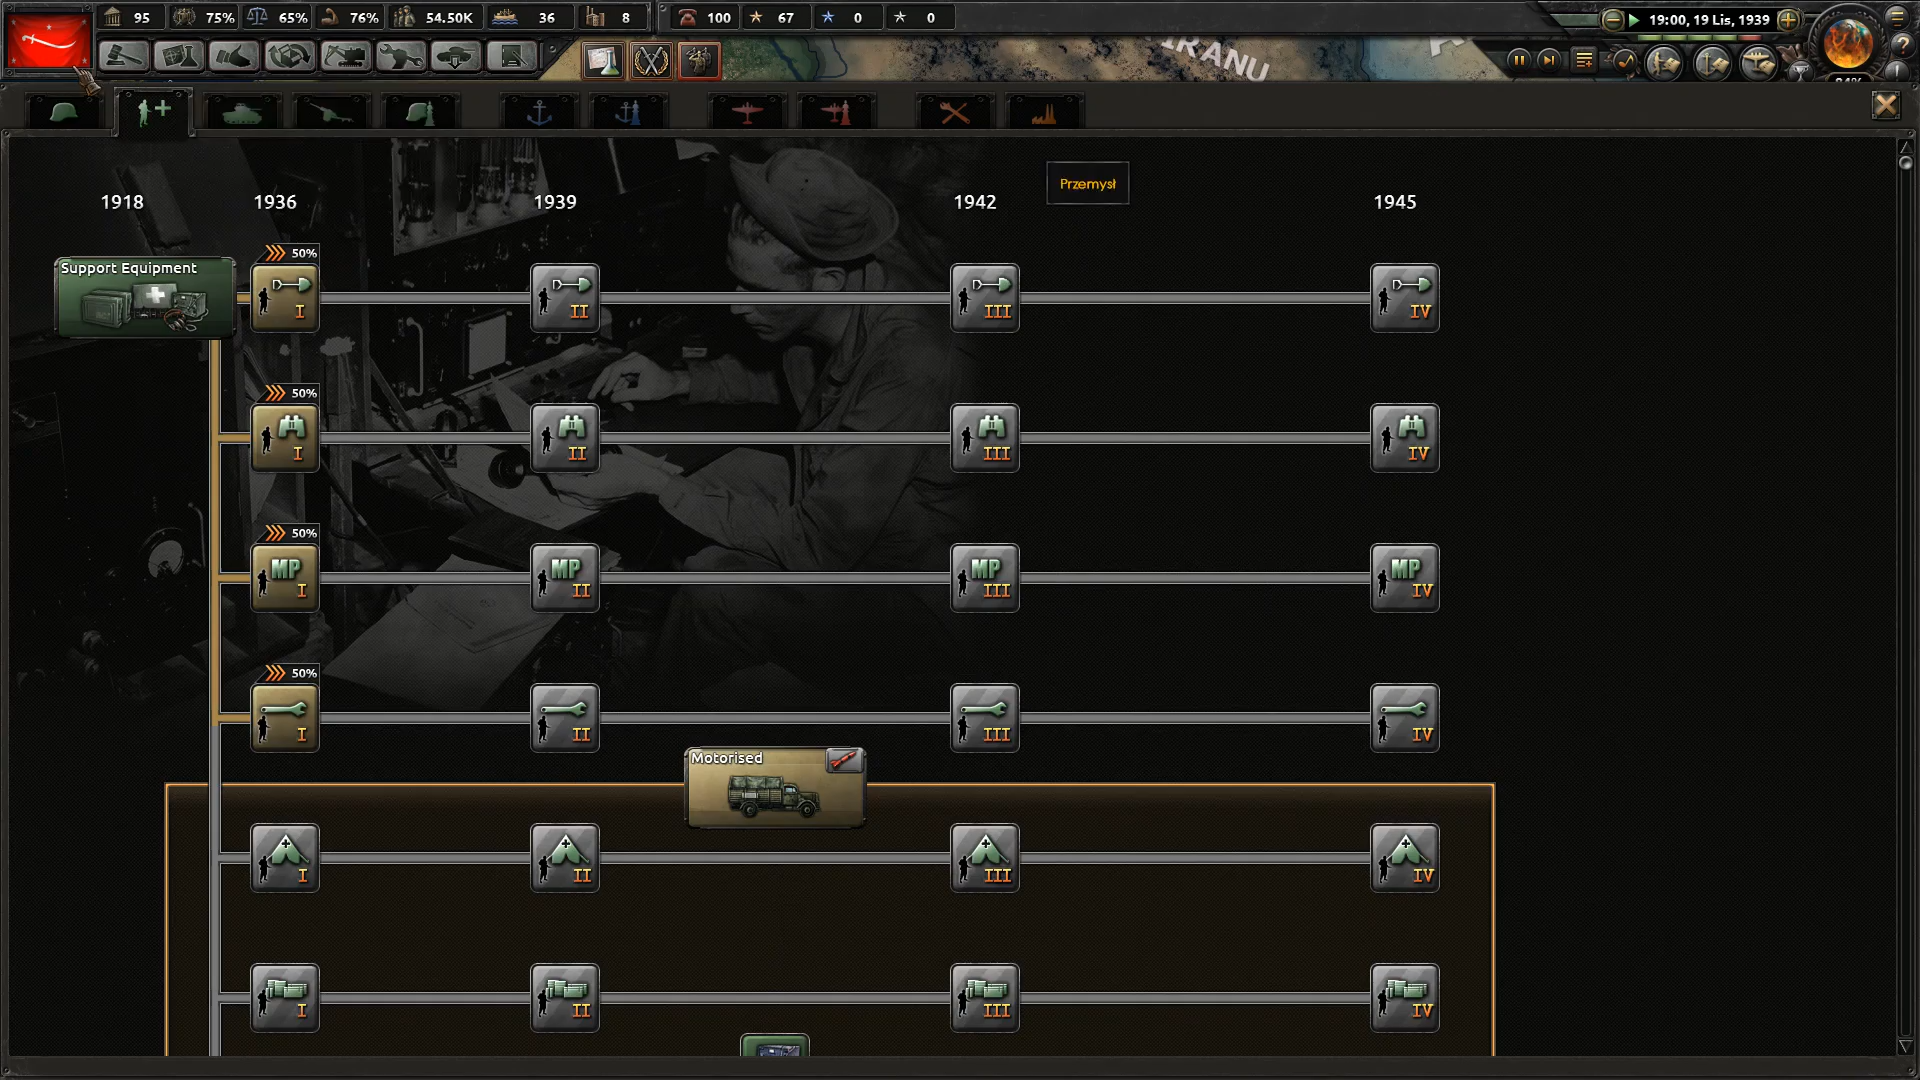 95 75% 65% 76% 54.50K 36 8 100 67 0 0 19:00, 19 Lis, 1939
IRANU
Przemysł
1918 1936 1939 1942 1945
50%
Support Equipment
I II III IV
50%
I II III IV
50%
MP I MP II MP III MP IV
50%
I II III IV
Motorised
I II III IV
I II III IV